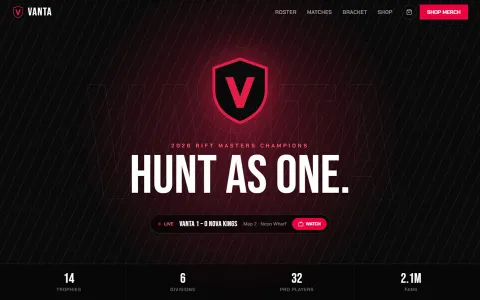 VANTA
ROSTER MATCHES BRACKET SHOP SHOP MERCH
V
2026 RIFT MASTERS CHAMPIONS
HUNT AS ONE.
LIVE VANTA 1 – 0 NOVA KINGS Map 2 · Neon Wharf WATCH
14 6 32 2.1M
TROPHIES DIVISIONS PRO PLAYERS FANS